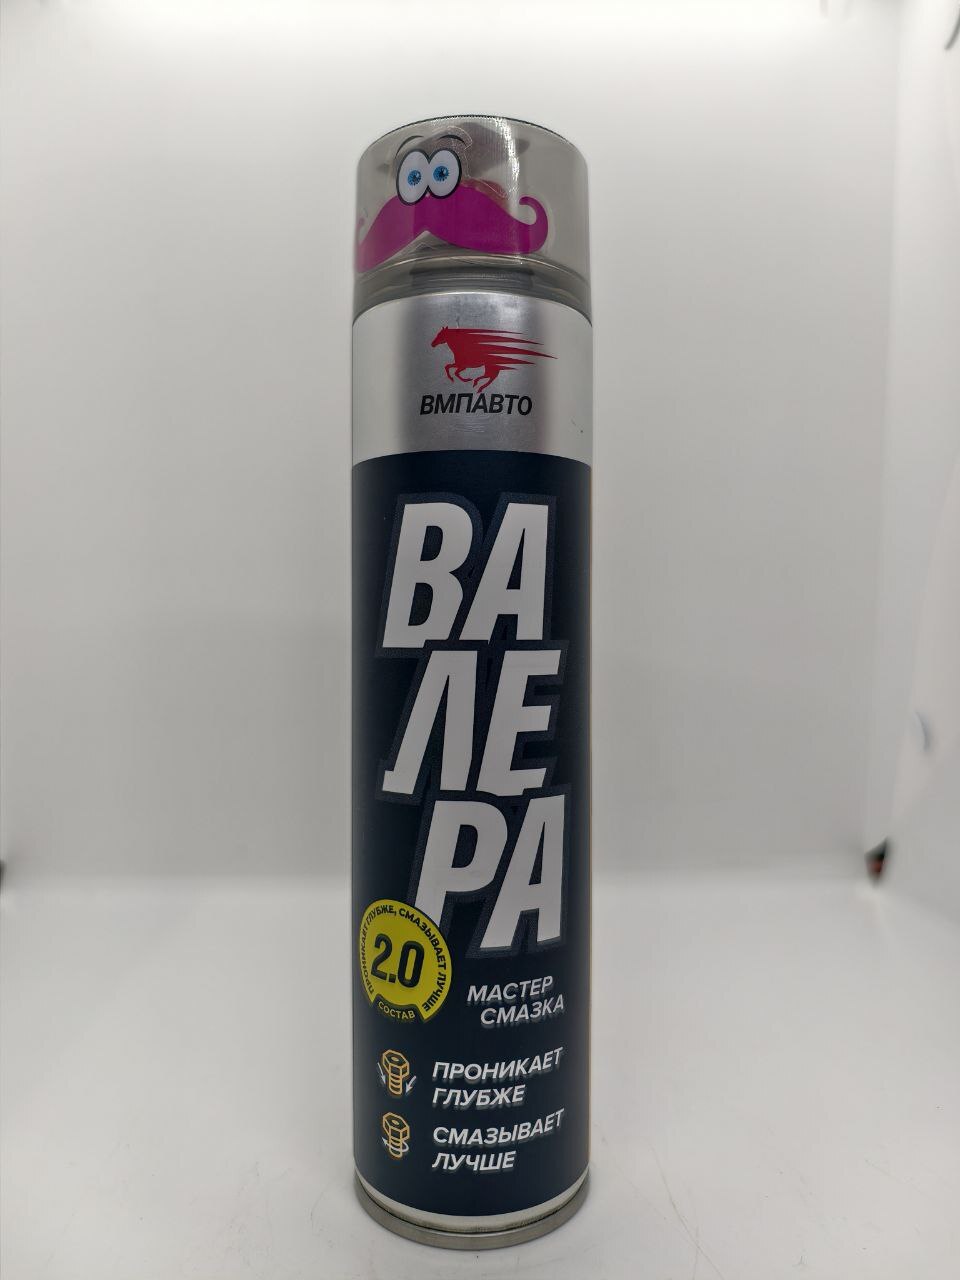 ВМПАВТО
ВА
ЛЕ
РА
ПРОНИКАЕТ ГЛУБЖЕ, СМАЗЫВАЕТ ЛУЧШЕ
2.0
СОСТАВ
МАСТЕР
СМАЗКА
ПРОНИКАЕТ
ГЛУБЖЕ
СМАЗЫВАЕТ
ЛУЧШЕ